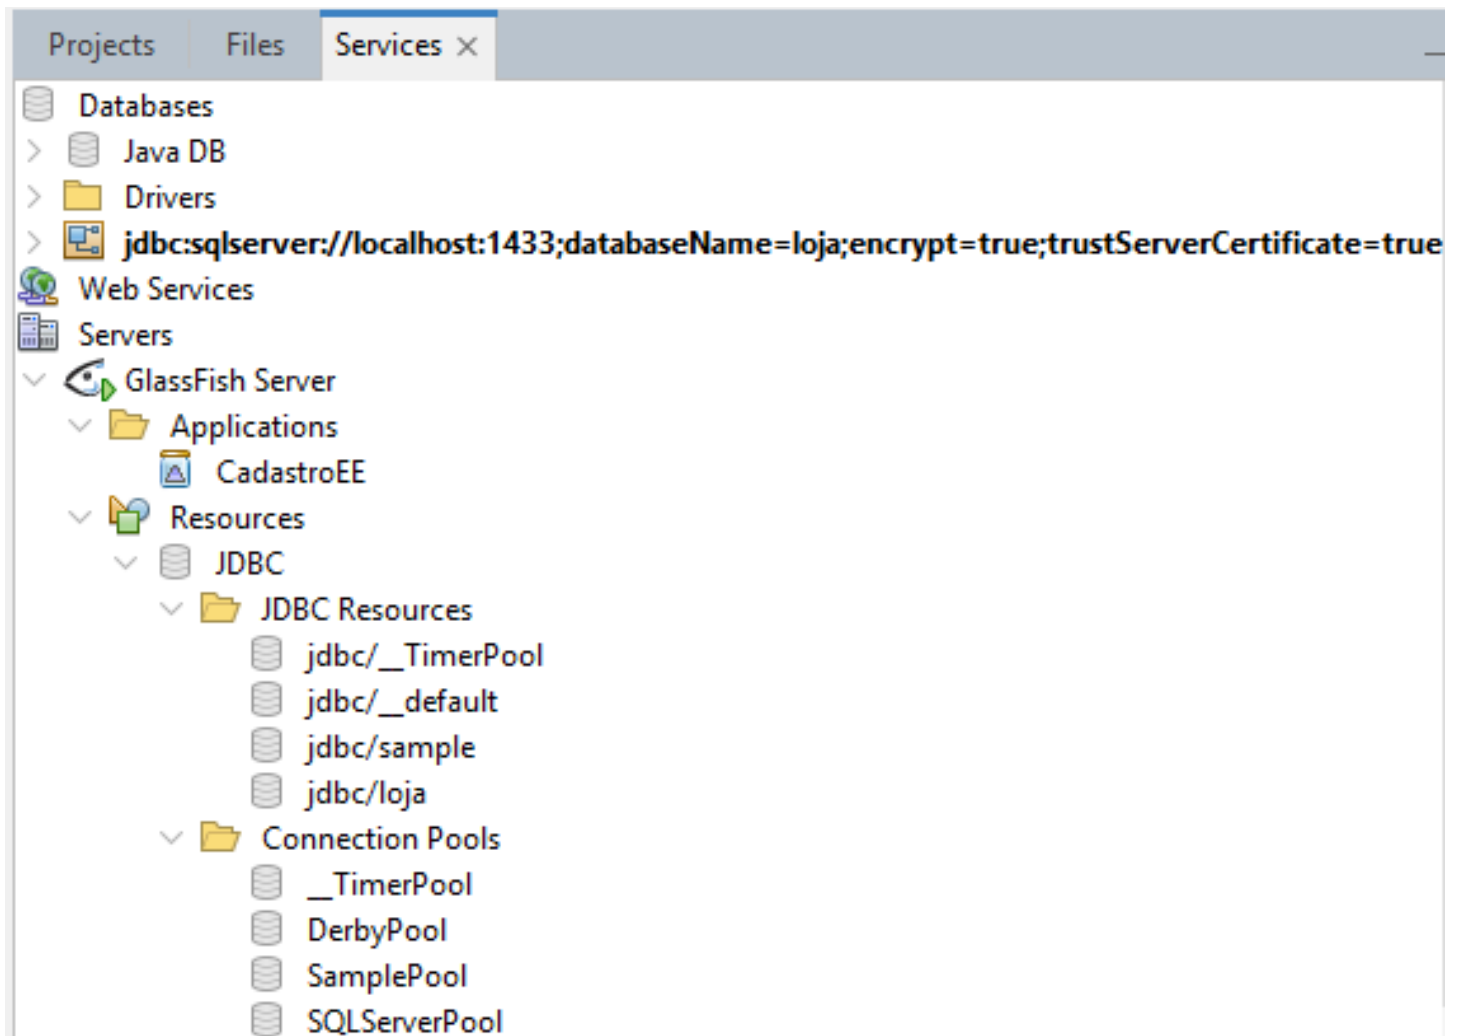 Projects Files Services
Databases
Java DB
Drivers
jdbc:sqlserver://localhost:1433;databaseName=loja;encrypt=true;trustServerCertificate=true
Web Services
Servers
GlassFish Server
Applications
CadastroEE
Resources
JDBC
JDBC Resources
jdbc/__TimerPool
jdbc/__default
jdbc/sample
jdbc/loja
Connection Pools
__TimerPool
DerbyPool
SamplePool
SQLServerPool